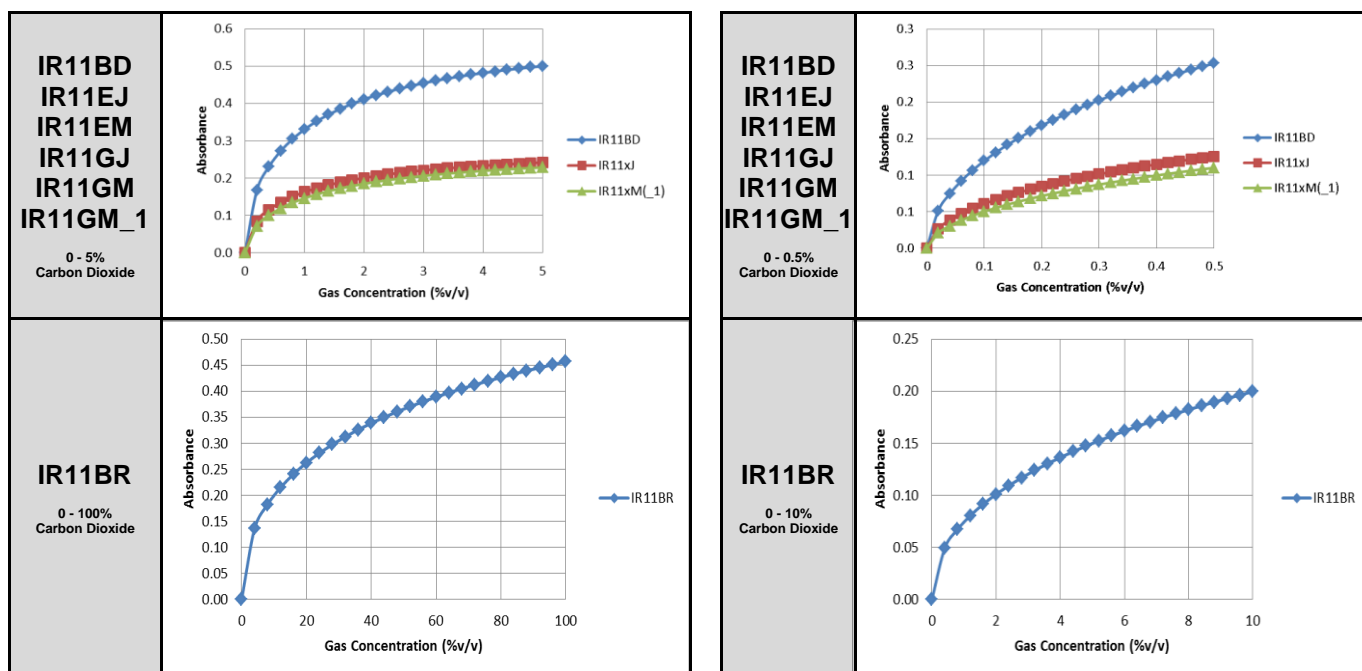 IR11BD
IR11EJ
IR11EM
IR11GJ
IR11GM
IR11GM_1
0 - 5%
Carbon Dioxide
0.6
0.5
0.4
0.3
0.2
0.1
0.0
Absorbance
0 1 2 3 4 5
Gas Concentration (%v/v)
IR11BD
IR11xJ
IR11xM(_1)
IR11BD
IR11EJ
IR11EM
IR11GJ
IR11GM
IR11GM_1
0 - 0.5%
Carbon Dioxide
0.3
0.3
0.2
0.2
0.1
0.1
0.0
Absorbance
0 0.1 0.2 0.3 0.4 0.5
Gas Concentration (%v/v)
IR11BD
IR11xJ
IR11xM(_1)
IR11BR
0 - 100%
Carbon Dioxide
0.50
0.45
0.40
0.35
0.30
0.25
0.20
0.15
0.10
0.05
0.00
Absorbance
0 20 40 60 80 100
Gas Concentration (%v/v)
IR11BR
IR11BR
0 - 10%
Carbon Dioxide
0.25
0.20
0.15
0.10
0.05
0.00
Absorbance
0 2 4 6 8 10
Gas Concentration (%v/v)
IR11BR